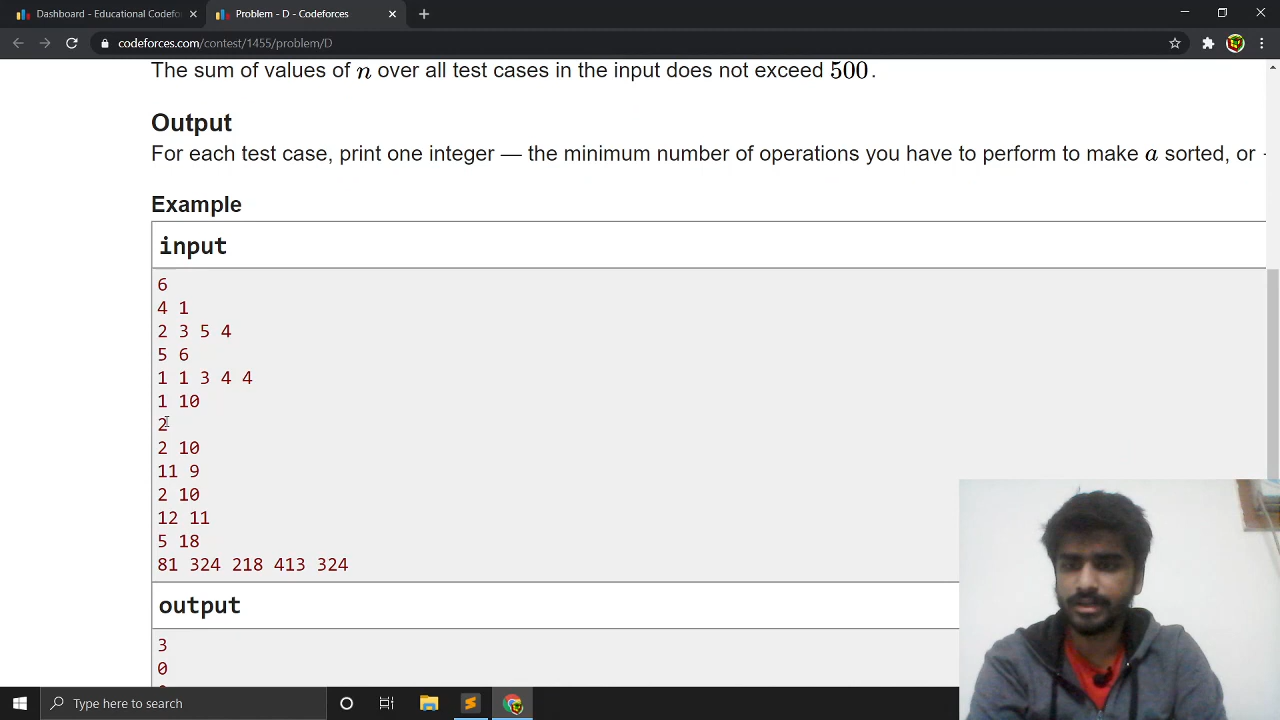 Dashboard - Educational Codefo
Problem - D - Codeforces
codeforces.com/contest/1455/problem/D
The sum of values of n over all test cases in the input does not exceed 500.
Output
For each test case, print one integer — the minimum number of operations you have to perform to make a sorted, or
Example
input
6
4 1
2 3 5 4
5 6
1 1 3 4 4
1 10
2
2 10
11 9
2 10
12 11
5 18
81 324 218 413 324
output
3
0
Type here to search